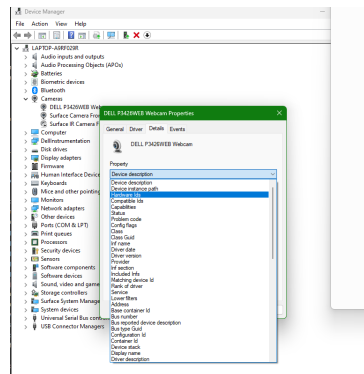 Device Manager
File Action View Help
LAPTOP-A9RF029R
Audio inputs and outputs
Audio Processing Objects (APOs)
Batteries
Biometric devices
Bluetooth
Cameras
DELL P3426WEB Web
Surface Camera Fro
Surface IR Camera F
Computer
DellInstrumentation
Disk drives
Display adapters
Firmware
Human Interface Device
Keyboards
Mice and other pointing
Monitors
Network adapters
Other devices
Ports (COM & LPT)
Print queues
Processors
Security devices
Sensors
Software components
Software devices
Sound, video and game
Storage controllers
Surface System Manage
System devices
Universal Serial Bus cont
USB Connector Managers
DELL P3426WEB Webcam Properties
General Driver Details Events
DELL P3426WEB Webcam
Property
Device description
Device description
Device instance path
Hardware Ids
Compatible Ids
Capabilities
Status
Problem code
Config flags
Class
Class Guid
Inf name
Driver date
Driver version
Provider
Inf section
Included Infs
Matching device Id
Rank of driver
Service
Lower filters
Address
Base container Id
Bus number
Bus reported device description
Bus type Guid
Configuration Id
Container Id
Device stack
Display name
Driver description